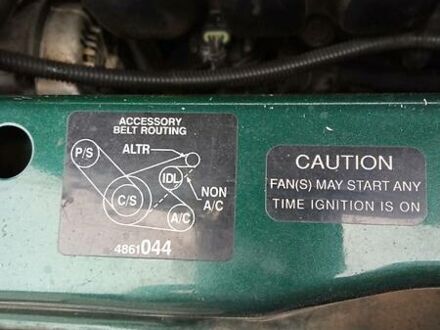 ACCESSORY
BELT ROUTING
P/S
ALTR
IDL
C/S
NON
A/C
A/C
4861044
CAUTION
FAN(S) MAY START ANY
TIME IGNITION IS ON